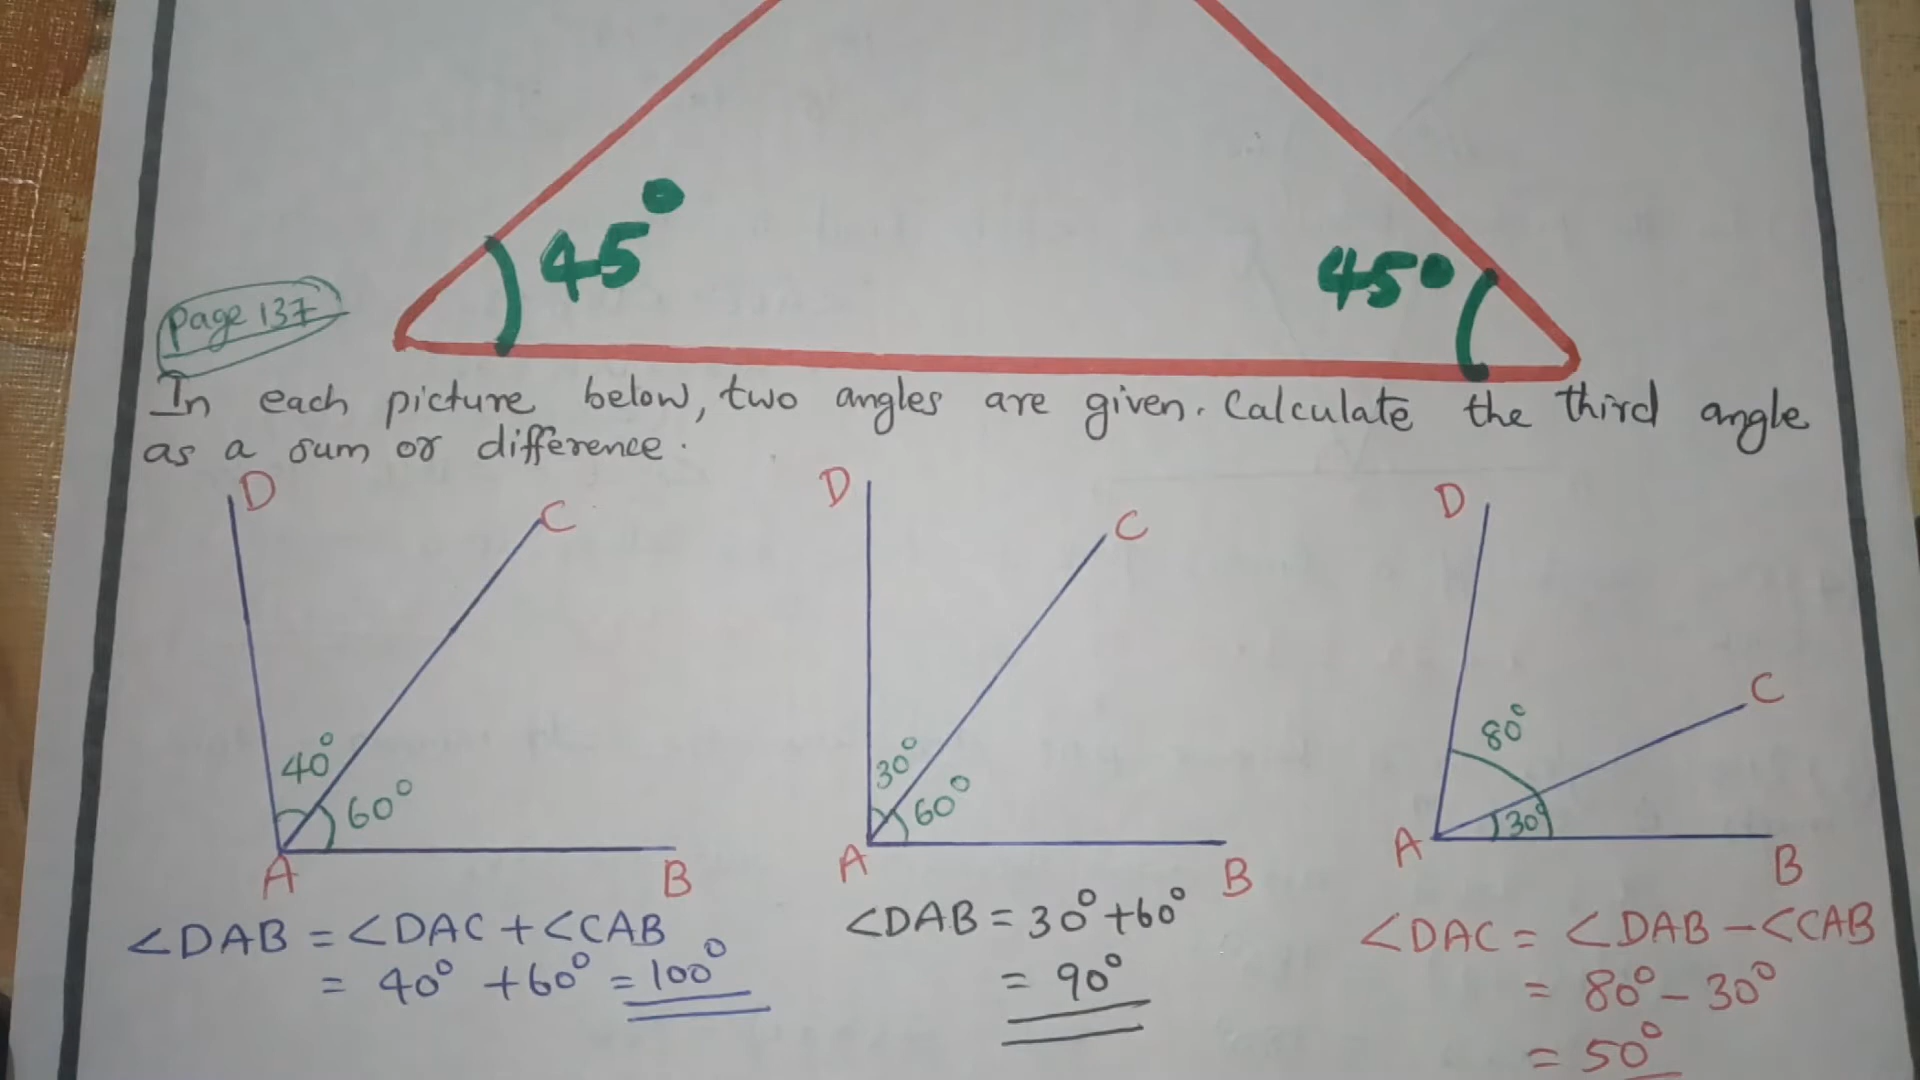 45°
45°
Page 137
In each picture below, two angles are given. Calculate the third angle
as a sum or difference.
D
C
40°
60°
A
B
∠DAB = ∠DAC + ∠CAB
= 40° + 60° = 100°
D
C
30°
60°
A
B
∠DAB = 30° + 60°
= 90°
D
C
80°
30°
A
B
∠DAC = ∠DAB - ∠CAB
= 80° - 30°
= 50°